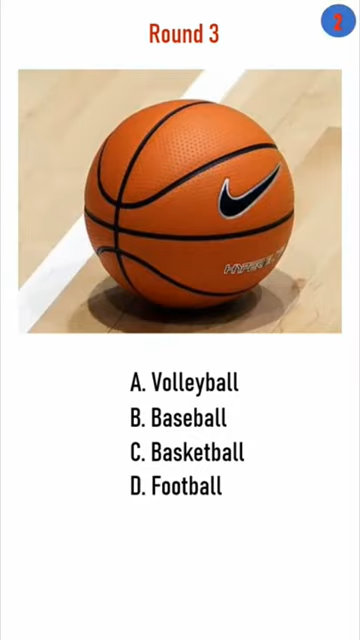 2
Round 3
A. Volleyball
B. Baseball
C. Basketball
D. Football